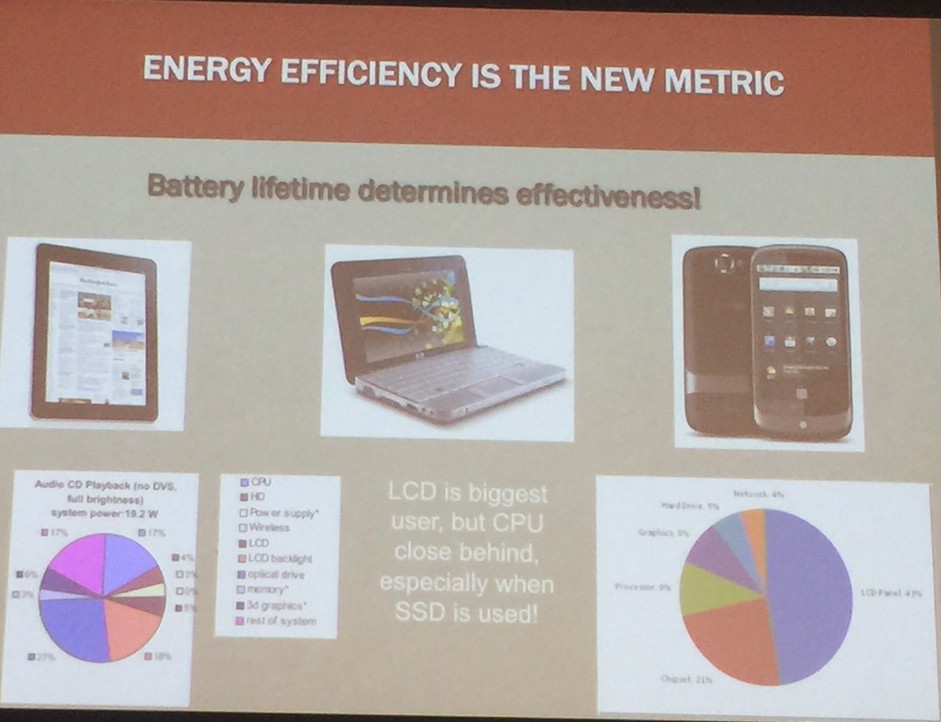 ENERGY EFFICIENCY IS THE NEW METRIC
Battery lifetime determines effectiveness!
Audio CD Playback (no DVS,
full brightness)
system power:19.2 W
17%
17%
4%
5%
18%
27%
3%
6%
CPU
HD
Power supply*
Wireless
LCD
LCD backlight
optical drive
memory*
3d graphics*
rest of system
LCD is biggest
user, but CPU
close behind,
especially when
SSD is used!
Network 4%
Hard Drive 5%
Graphics 8%
Processor 9%
Chipset 21%
LCD Panel 43%